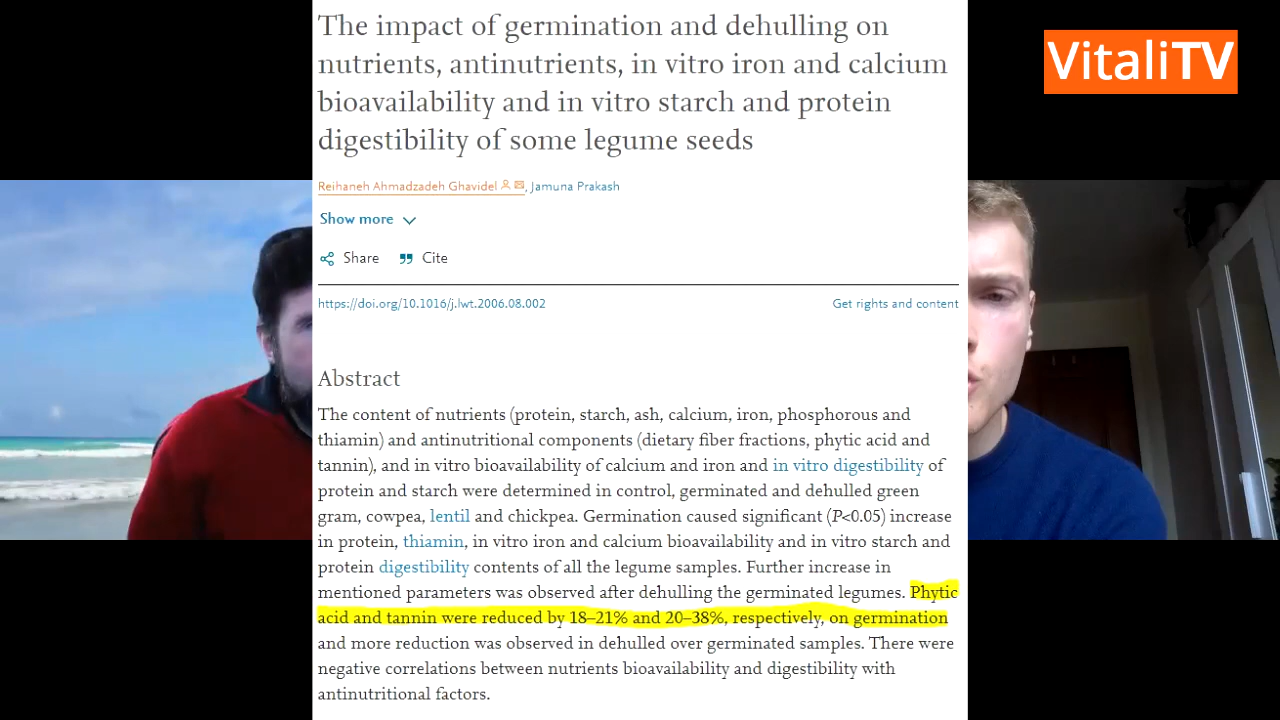 The impact of germination and dehulling on
nutrients, antinutrients, in vitro iron and calcium
bioavailability and in vitro starch and protein
digestibility of some legume seeds
VitaliTV
Reihaneh Ahmadzadeh Ghavidel, Jamuna Prakash
Show more
Share Cite
https://doi.org/10.1016/j.lwt.2006.08.002 Get rights and content
Abstract
The content of nutrients (protein, starch, ash, calcium, iron, phosphorous and
thiamin) and antinutritional components (dietary fiber fractions, phytic acid and
tannin), and in vitro bioavailability of calcium and iron and in vitro digestibility of
protein and starch were determined in control, germinated and dehulled green
gram, cowpea, lentil and chickpea. Germination caused significant (P<0.05) increase
in protein, thiamin, in vitro iron and calcium bioavailability and in vitro starch and
protein digestibility contents of all the legume samples. Further increase in
mentioned parameters was observed after dehulling the germinated legumes. Phytic
acid and tannin were reduced by 18–21% and 20–38%, respectively, on germination
and more reduction was observed in dehulled over germinated samples. There were
negative correlations between nutrients bioavailability and digestibility with
antinutritional factors.